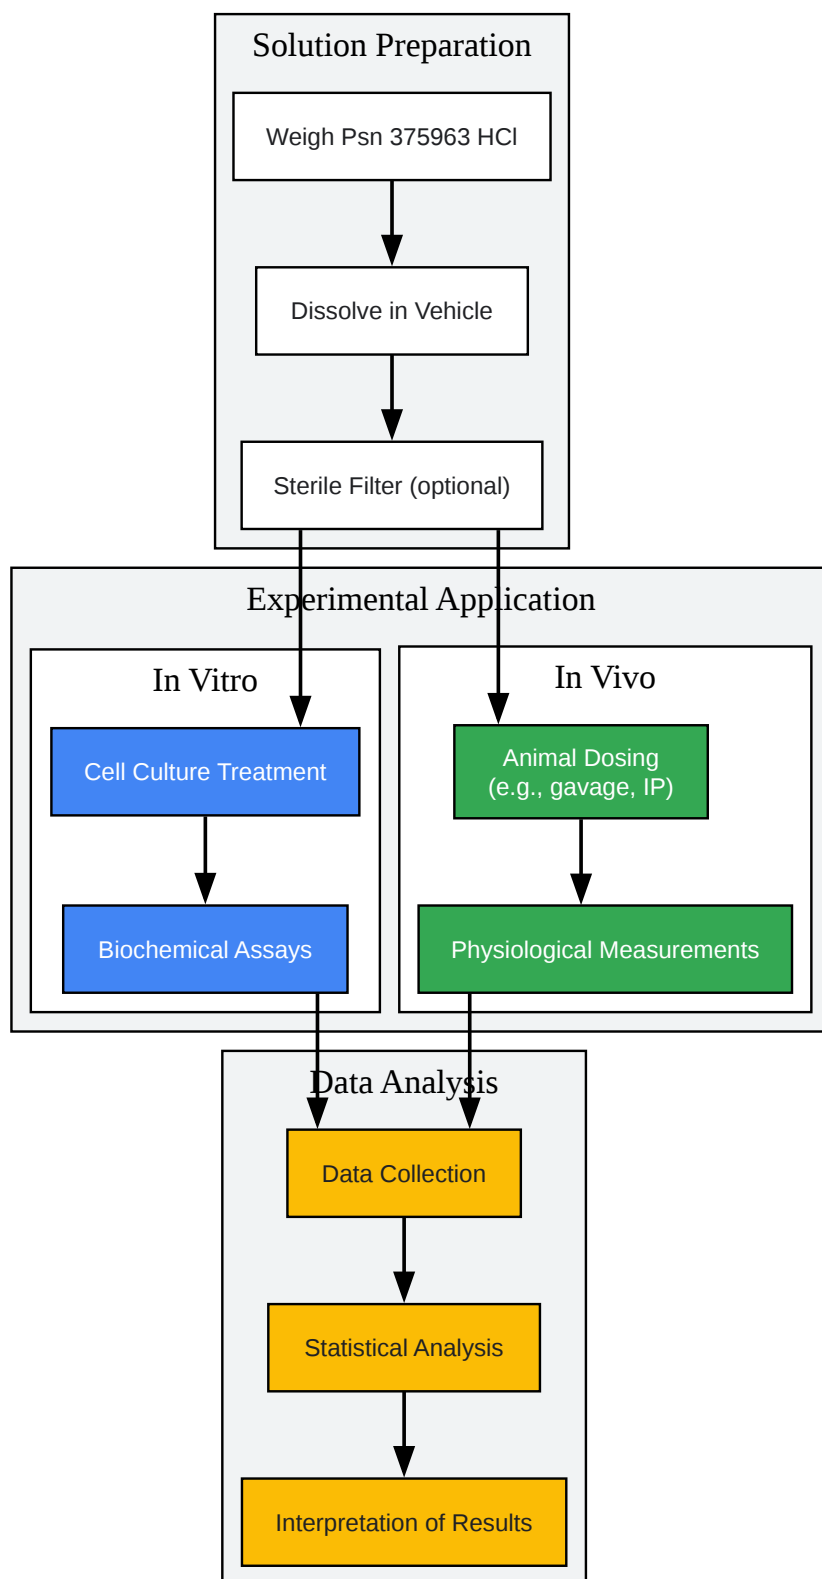 Solution Preparation
Weigh Psn 375963 HCl
Dissolve in Vehicle
Sterile Filter (optional)
Experimental Application
In Vitro
Cell Culture Treatment
Biochemical Assays
In Vivo
Animal Dosing
(e.g., gavage, IP)
Physiological Measurements
Data Analysis
Data Collection
Statistical Analysis
Interpretation of Results